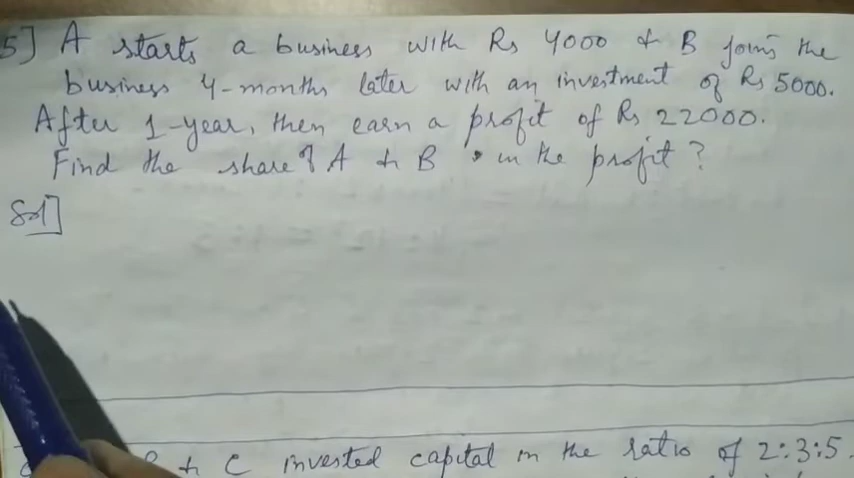 5] A starts a business with Rs 4000 & B joins the
business 4-months later with an investment of Rs 5000.
After 1-year, then earn a profit of Rs 22000.
Find the share of A & B in the profit?
Sol]
& C invested capital in the ratio of 2:3:5.